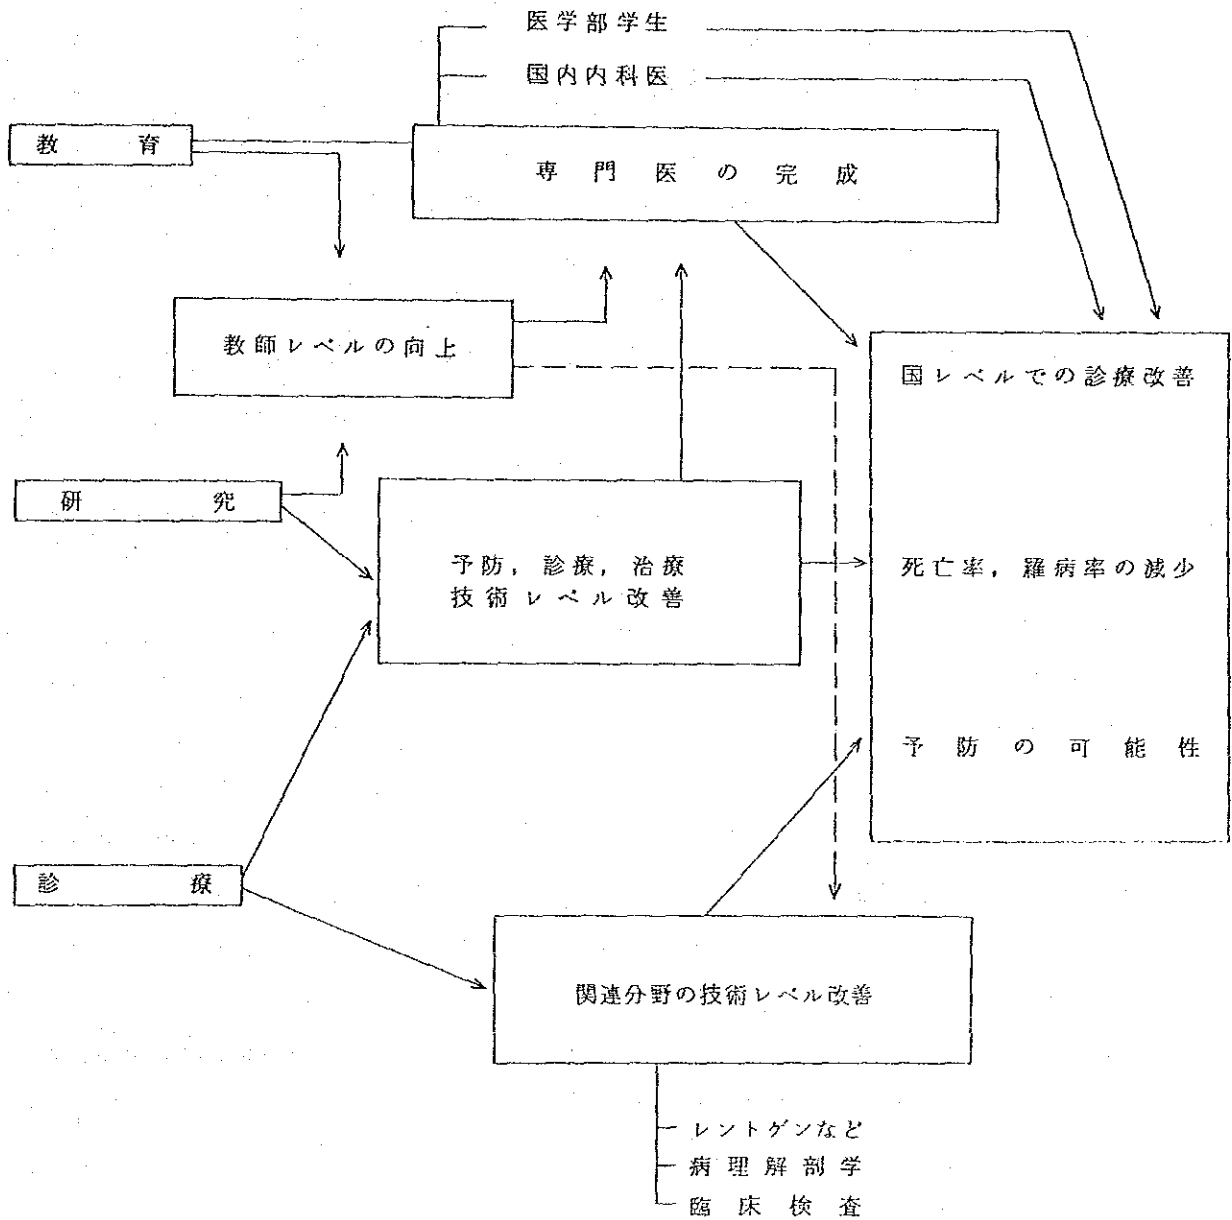 医学部学生
国内内科医
教育
専門医の完成
教師レベルの向上
国レベルでの診療改善
研究
予防，診療，治療
技術レベル改善
死亡率，羅病率の減少
予防の可能性
診療
関連分野の技術レベル改善
レントゲンなど
病理解剖学
臨床検査